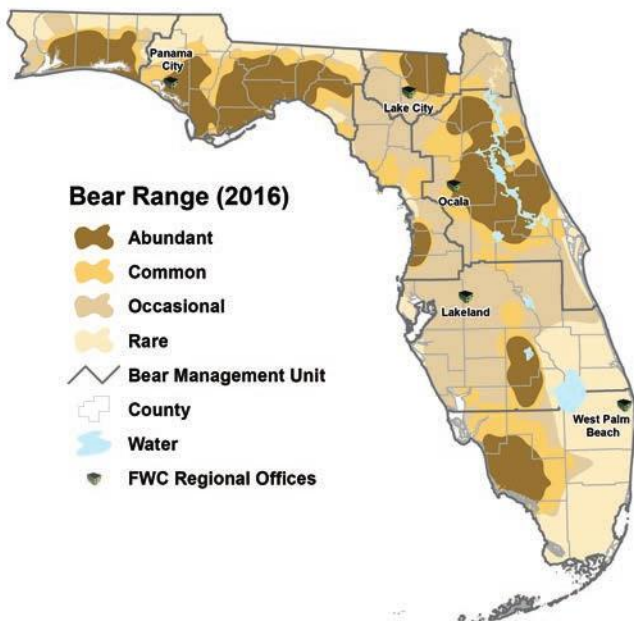 Panama
City
Lake City
Ocala
Bear Range (2016)
Abundant
Common
Occasional
Rare
Bear Management Unit
County
Water
FWC Regional Offices
Lakeland
West Palm
Beach